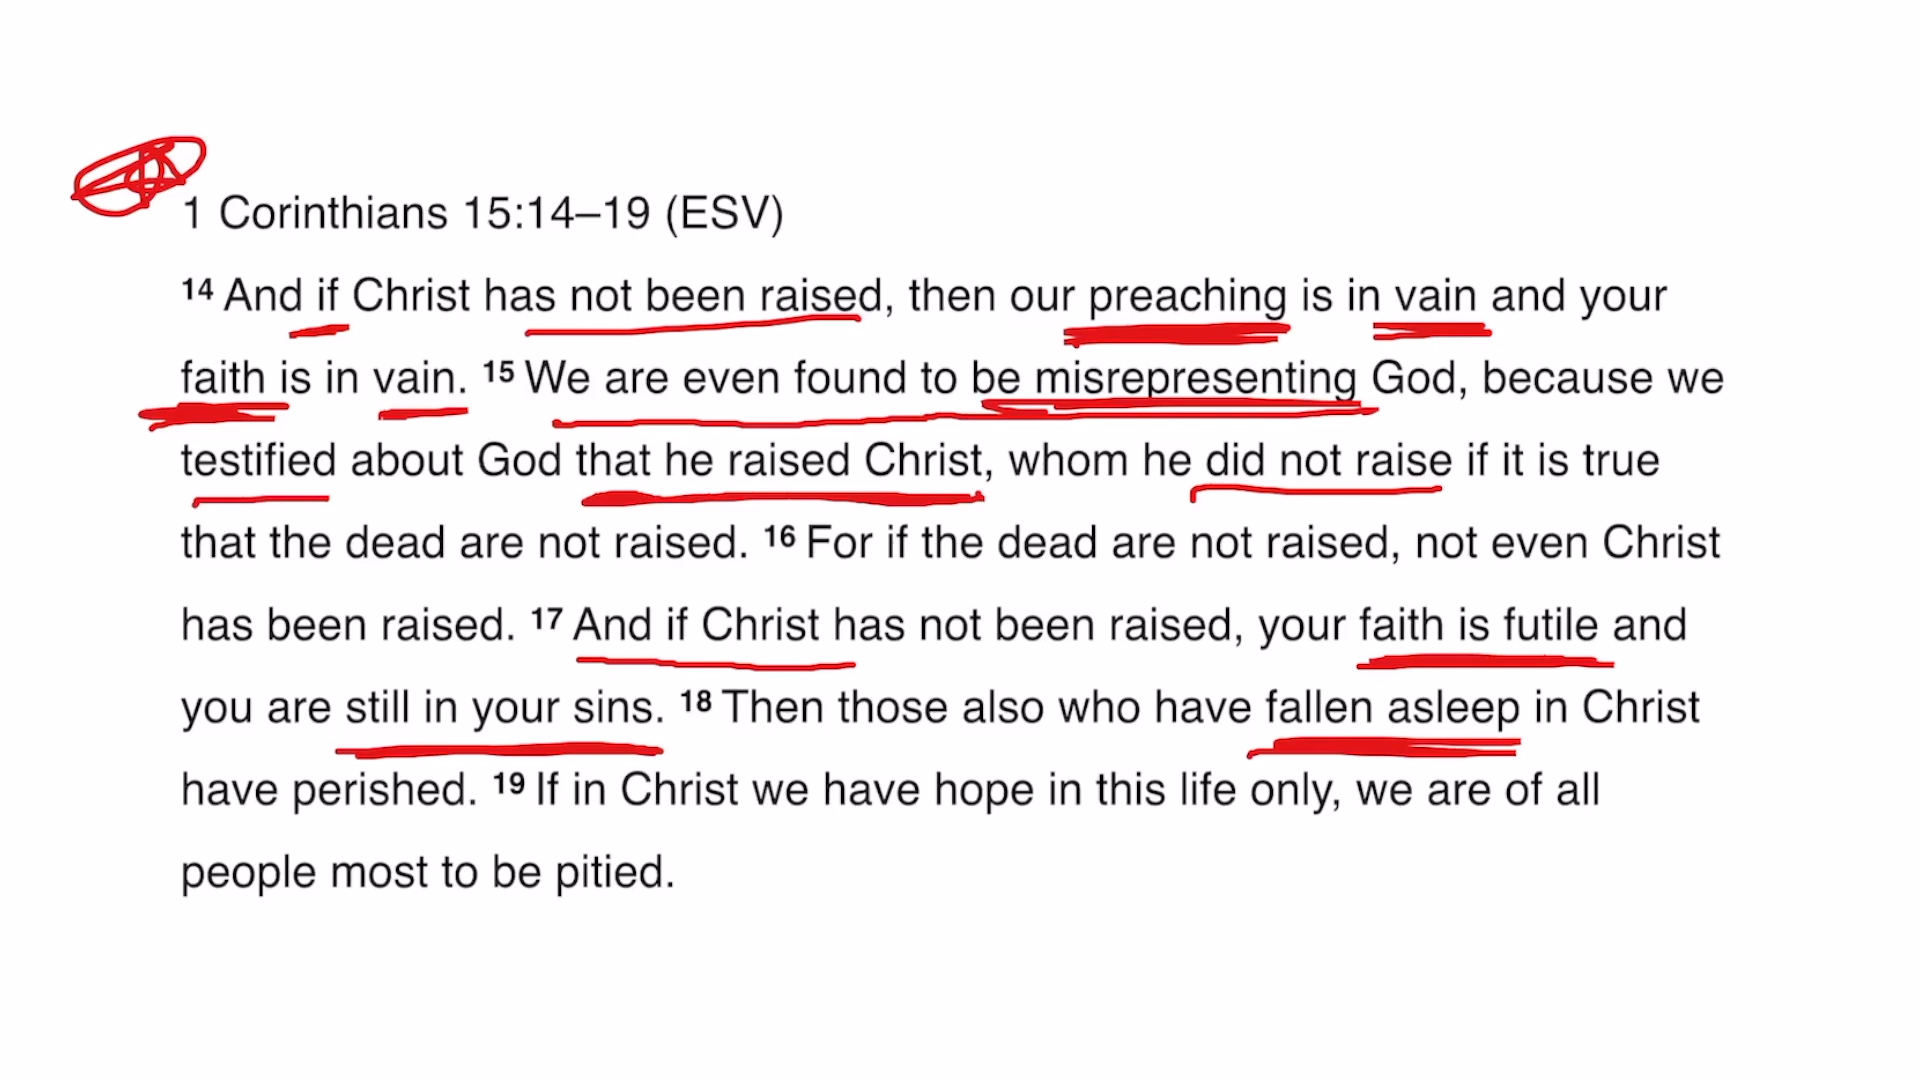 1 Corinthians 15:14–19 (ESV)
14 And if Christ has not been raised, then our preaching is in vain and your
faith is in vain. 15 We are even found to be misrepresenting God, because we
testified about God that he raised Christ, whom he did not raise if it is true
that the dead are not raised. 16 For if the dead are not raised, not even Christ
has been raised. 17 And if Christ has not been raised, your faith is futile and
you are still in your sins. 18 Then those also who have fallen asleep in Christ
have perished. 19 If in Christ we have hope in this life only, we are of all
people most to be pitied.